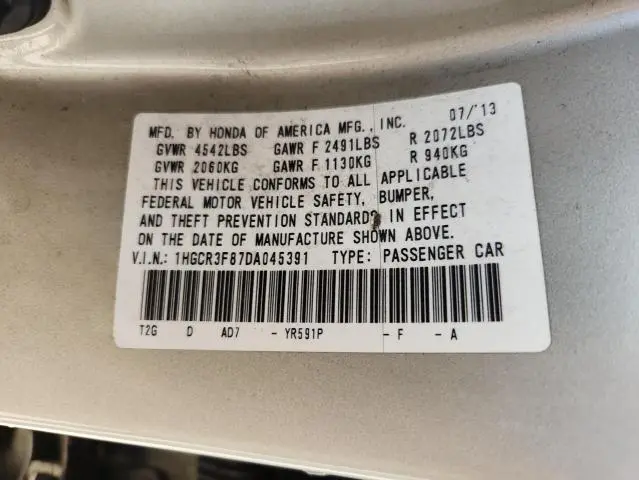 MFD. BY HONDA OF AMERICA MFG., INC. 07/'13
GVWR 4542LBS GAWR F 2491LBS R 2072LBS
GVWR 2060KG GAWR F 1130KG R 940KG
THIS VEHICLE CONFORMS TO ALL APPLICABLE
FEDERAL MOTOR VEHICLE SAFETY, BUMPER,
AND THEFT PREVENTION STANDARDS IN EFFECT
ON THE DATE OF MANUFACTURE SHOWN ABOVE.
V.I.N.: 1HGCR3F87DA045391 TYPE: PASSENGER CAR
T2G D AD7 - YR591P - F - A